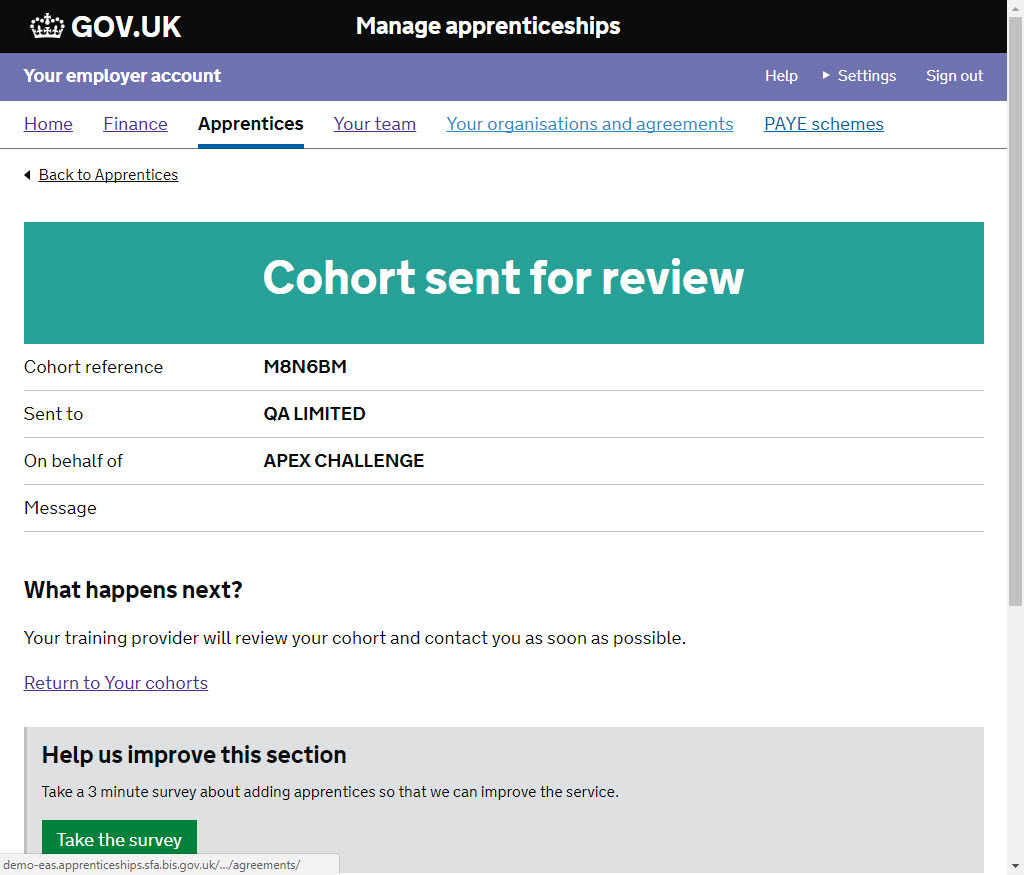 GOV.UK Manage apprenticeships
Your employer account Help Settings Sign out
Home Finance Apprentices Your team Your organisations and agreements PAYE schemes
Back to Apprentices
Cohort sent for review
Cohort reference M8N6BM
Sent to QA LIMITED
On behalf of APEX CHALLENGE
Message
What happens next?
Your training provider will review your cohort and contact you as soon as possible.
Return to Your cohorts
Help us improve this section
Take a 3 minute survey about adding apprentices so that we can improve the service.
Take the survey
demo-eas.apprenticeships.sfa.bis.gov.uk/.../agreements/